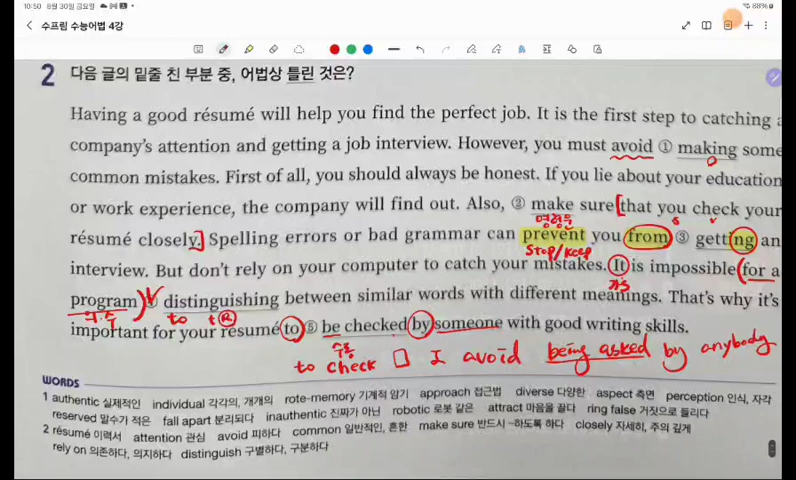 10:50 8월 30일 금요일
88%
수프림 수능어법 4강
2 다음 글의 밑줄 친 부분 중, 어법상 틀린 것은?
Having a good résumé will help you find the perfect job. It is the first step to catching a
company's attention and getting a job interview. However, you must avoid ① making some
common mistakes. First of all, you should always be honest. If you lie about your education
or work experience, the company will find out. Also, ② make sure [that you check your
명령문 s v
résumé closely.] Spelling errors or bad grammar can prevent you from ③ getting an
stop/keep
interview. But don't rely on your computer to catch your mistakes. It is impossible (for a
가S
program) ④ distinguishing between similar words with different meanings. That's why it's
의·주 to t ®
important for your résumé to ⑤ be checked by someone with good writing skills.
수동
to check □ I avoid being asked by anybody
WORDS
1 authentic 실제적인 individual 각각의, 개개의 rote-memory 기계적 암기 approach 접근법 diverse 다양한 aspect 측면 perception 인식, 자각
reserved 말수가 적은 fall apart 분리되다 inauthentic 진짜가 아닌 robotic 로봇 같은 attract 마음을 끌다 ring false 거짓으로 들리다
2 résumé 이력서 attention 관심 avoid 피하다 common 일반적인, 흔한 make sure 반드시 ~하도록 하다 closely 자세히, 주의 깊게
rely on 의존하다, 의지하다 distinguish 구별하다, 구분하다